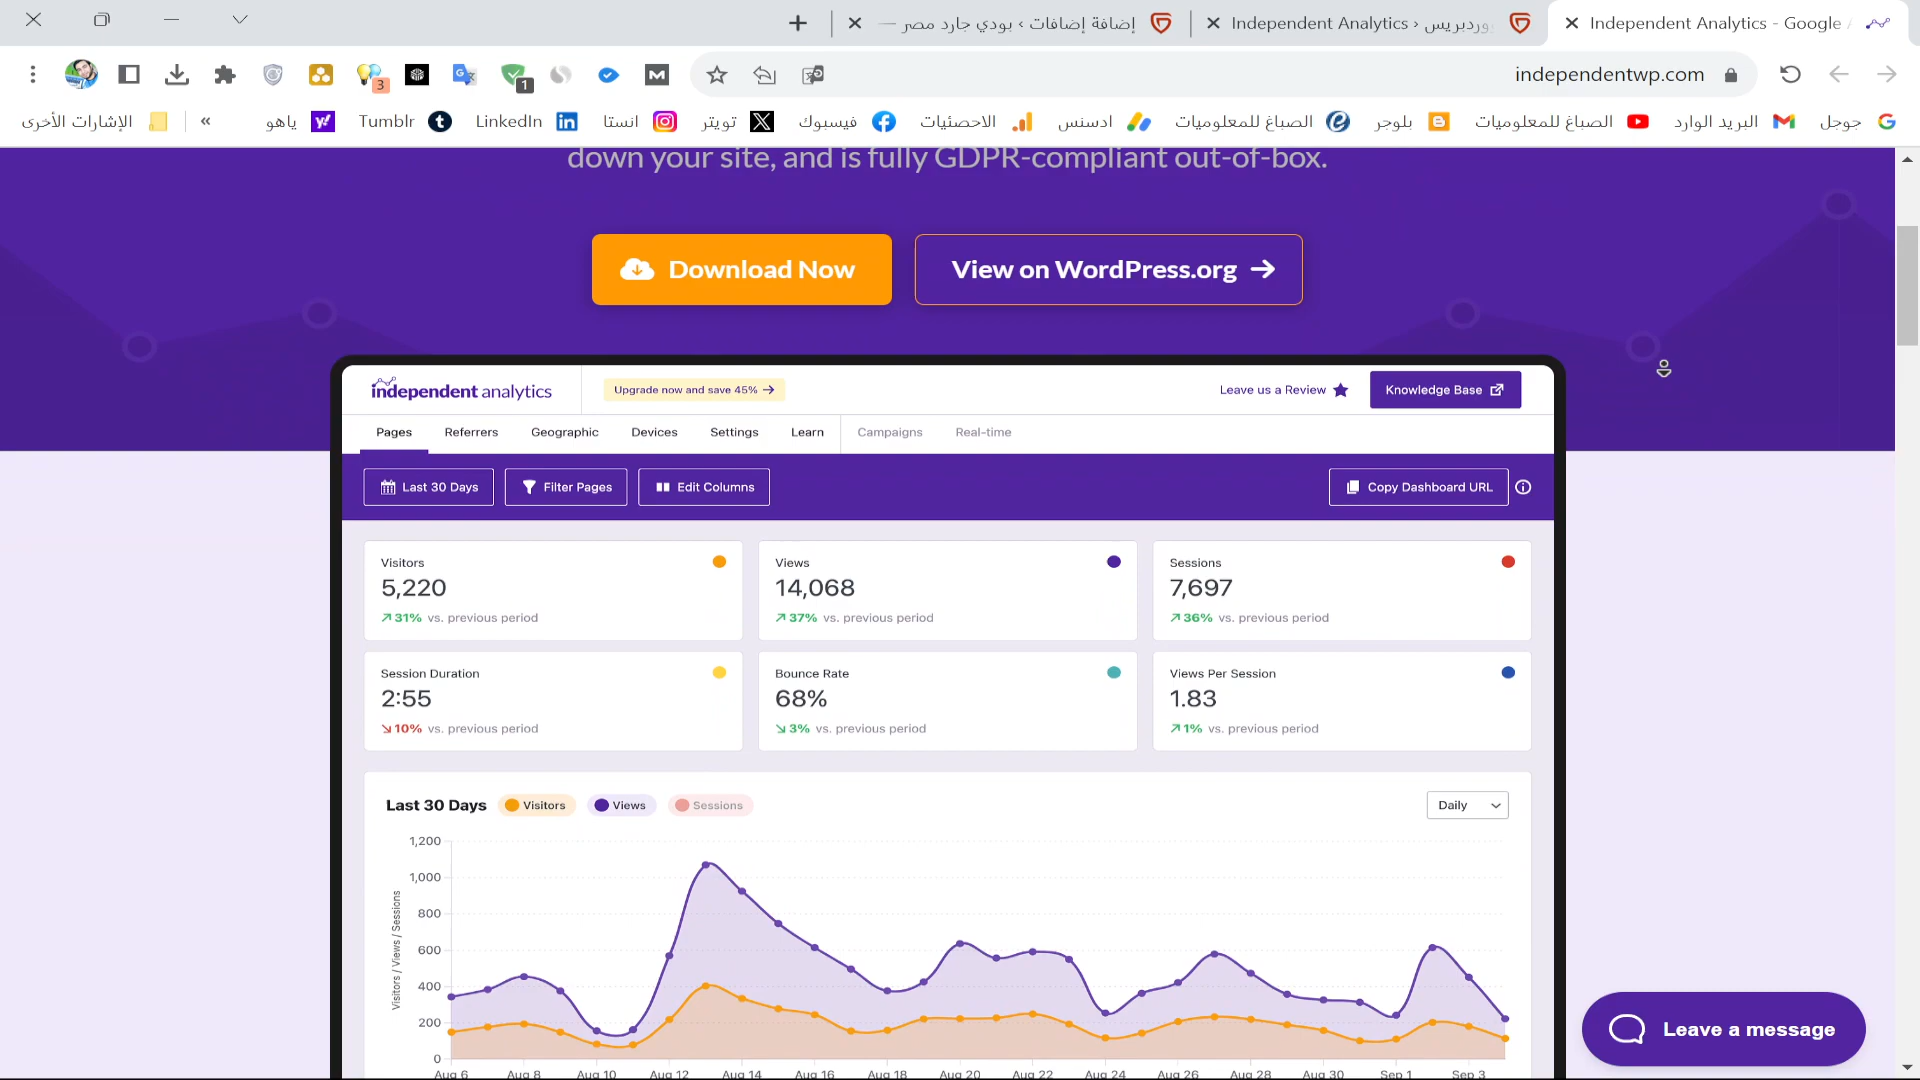 إضافة إضافات ‹ بودي جارد مصر —
Independent Analytics ‹ ووردبريس
Independent Analytics - Google
3
1
independentwp.com
الإشارات الأخرى
»
ياهو
Tumblr
LinkedIn
انستا
تويتر
فيسبوك
الاحصئيات
ادسنس
الصباغ للمعلوميات
بلوجر
الصباغ للمعلوميات
البريد الوارد
جوجل
down your site, and is fully GDPR-compliant out-of-box.
Download Now
View on WordPress.org →
independent analytics
Upgrade now and save 45% →
Leave us a Review
Knowledge Base
Pages
Referrers
Geographic
Devices
Settings
Learn
Campaigns
Real-time
Last 30 Days
Filter Pages
Edit Columns
Copy Dashboard URL
Visitors
5,220
31% vs. previous period
Views
14,068
37% vs. previous period
Sessions
7,697
36% vs. previous period
Session Duration
2:55
10% vs. previous period
Bounce Rate
68%
3% vs. previous period
Views Per Session
1.83
1% vs. previous period
Last 30 Days
Visitors
Views
Sessions
Daily
Visitors / Views / Sessions
1,200
1,000
800
600
400
200
0
Aug 6
Aug 8
Aug 10
Aug 12
Aug 14
Aug 16
Aug 18
Aug 20
Aug 22
Aug 24
Aug 26
Aug 28
Aug 30
Sep 1
Sep 3
Leave a message